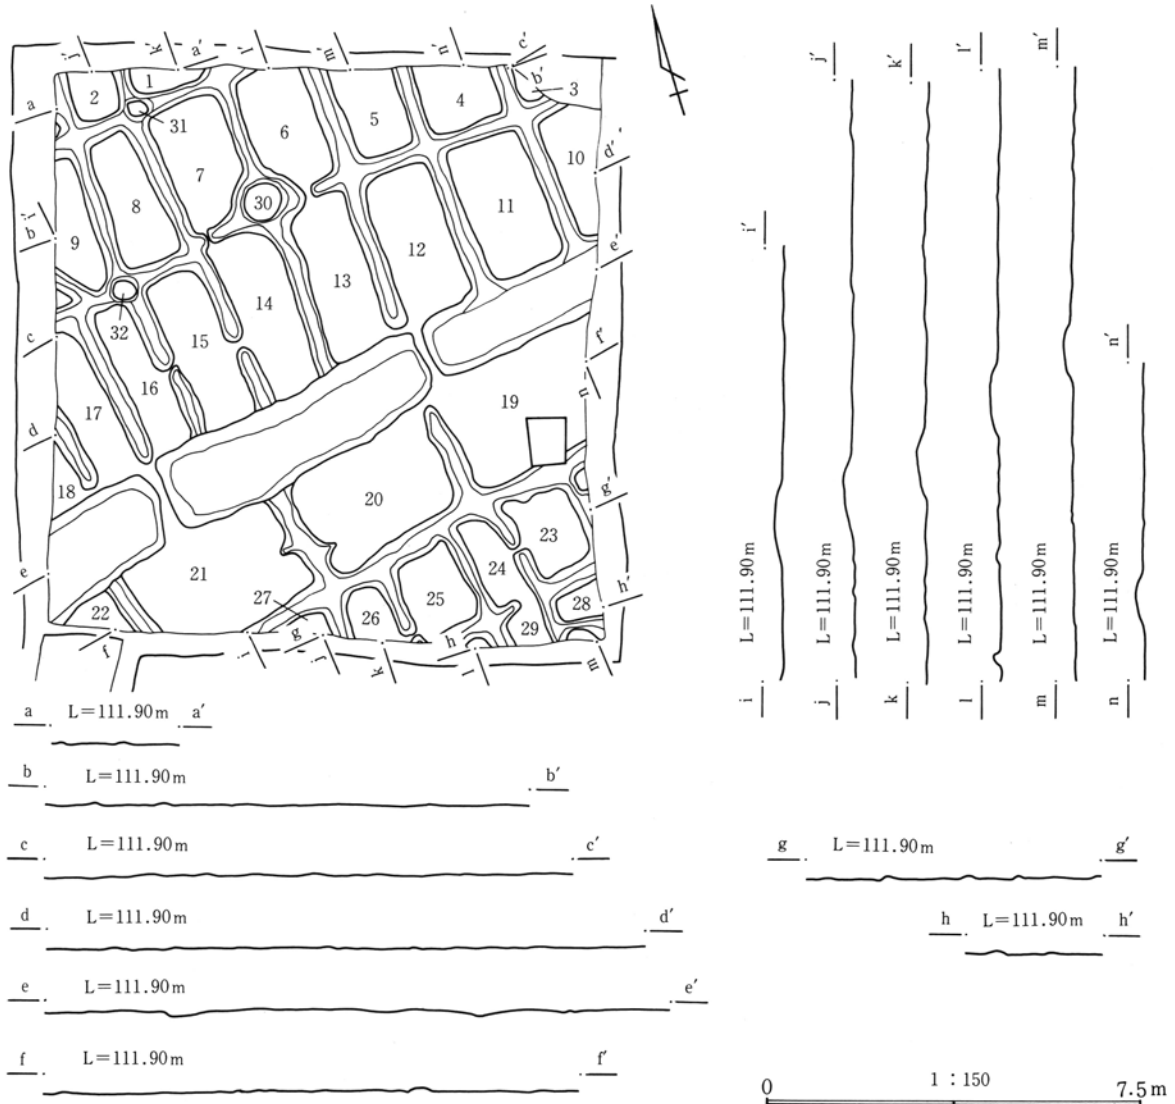 j′ k′ a′ l′ m′ n′ c′
b′
a
2 1 31 7 6 5 4 3
10
d′
30
8 9 11 12
i′
b
e′
32 15 14 13
c
f′
16 17
n
19
d
18
20
g′
23
24
21
e
22 27 26 25 28
h′
29
f g h
i j k l m
i′ j′ k′ l′ m′ n′
L=111.90m
L=111.90m
L=111.90m
L=111.90m
L=111.90m
L=111.90m
i j k l m n
a L=111.90m a′
b L=111.90m b′
c L=111.90m c′
d L=111.90m d′
e L=111.90m e′
f L=111.90m f′
g L=111.90m g′
h L=111.90m h′
1 : 150
0 7.5m